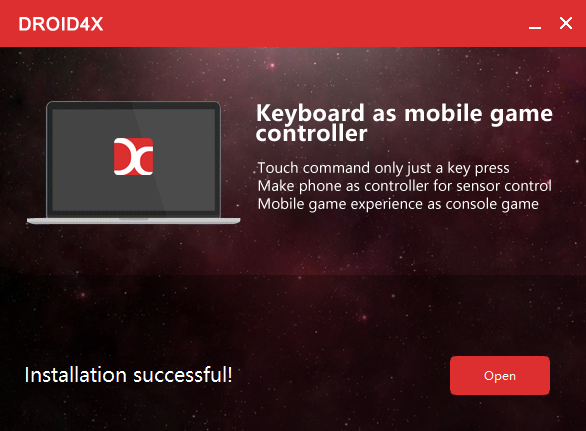 DROID4X
Keyboard as mobile game
controller
Touch command only just a key press
Make phone as controller for sensor control
Mobile game experience as console game
Installation successful!
Open